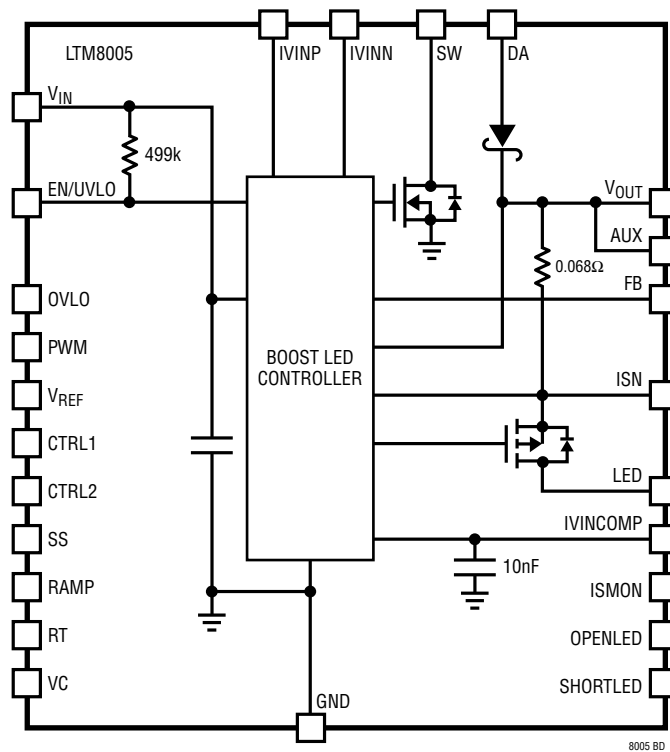 LTM8005
IVINP
IVINN
SW
DA
VIN
499k
EN/UVLO
VOUT
AUX
0.068Ω
FB
OVLO
PWM
BOOST LED
CONTROLLER
VREF
ISN
CTRL1
CTRL2
LED
SS
IVINCOMP
10nF
RAMP
ISMON
RT
OPENLED
VC
SHORTLED
GND
8005 BD